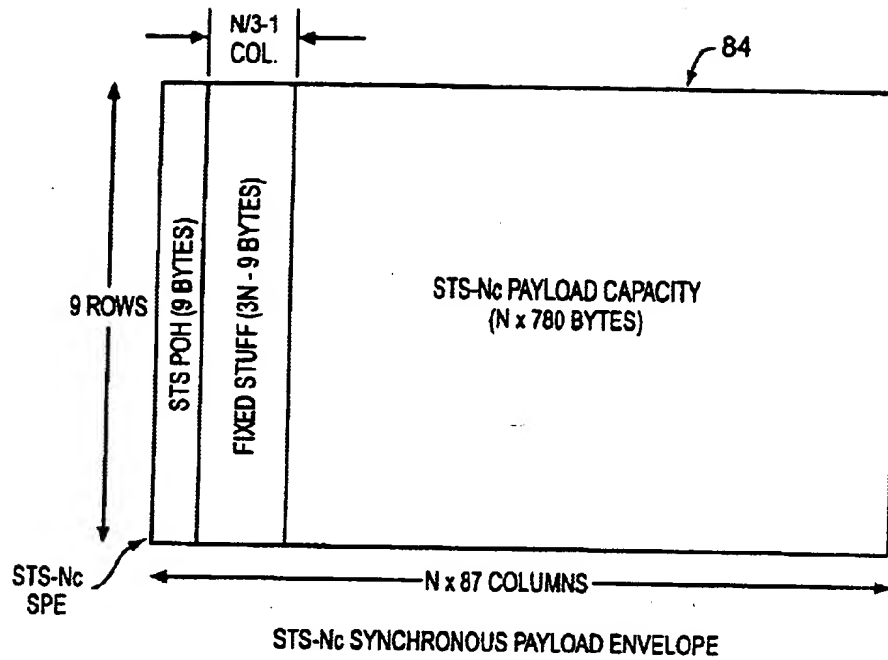 N/3-1
COL.
84
9 ROWS
STS POH (9 BYTES)
FIXED STUFF (3N - 9 BYTES)
STS-Nc PAYLOAD CAPACITY
(N x 780 BYTES)
STS-Nc
SPE
N x 87 COLUMNS
STS-Nc SYNCHRONOUS PAYLOAD ENVELOPE